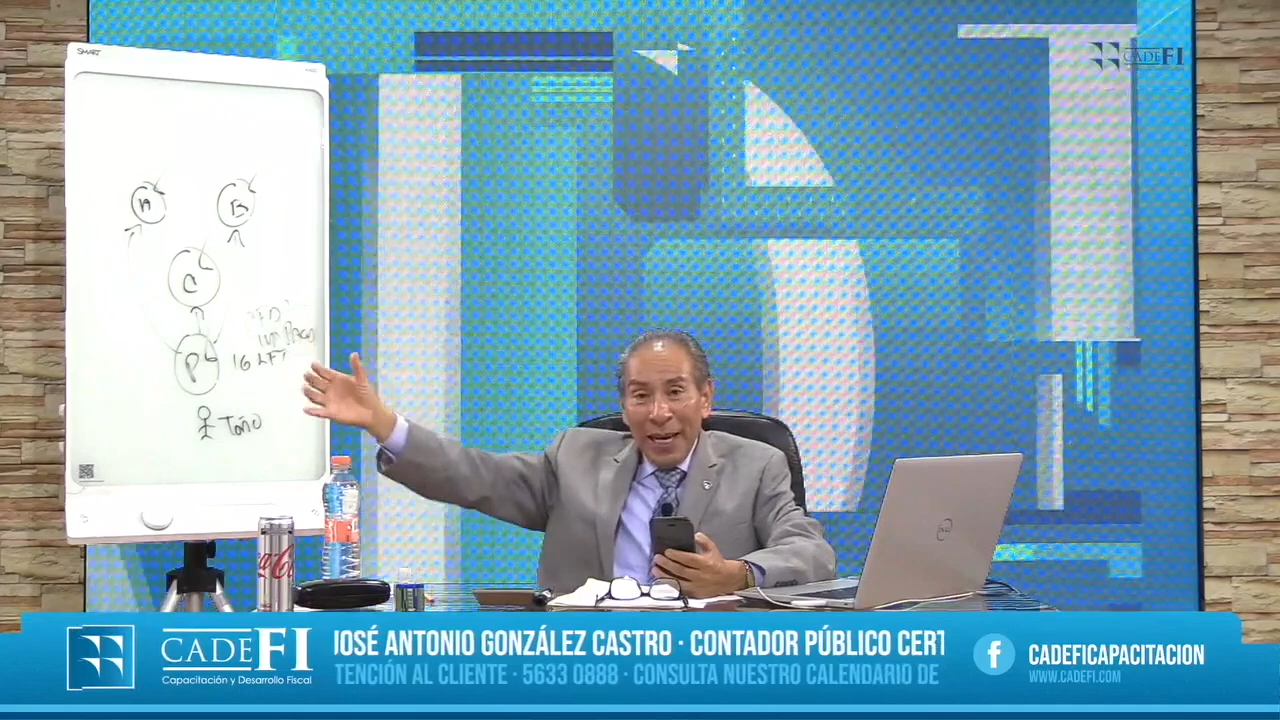 SMART
CADEFI
A
B
C
P
16 LFT
Toño
Coca
DELL
CADEFI
Capacitación y Desarrollo Fiscal
JOSÉ ANTONIO GONZÁLEZ CASTRO · CONTADOR PÚBLICO CERT
TENCIÓN AL CLIENTE · 5633 0888 · CONSULTA NUESTRO CALENDARIO DE
f
CADEFICAPACITACION
WWW.CADEFI.COM